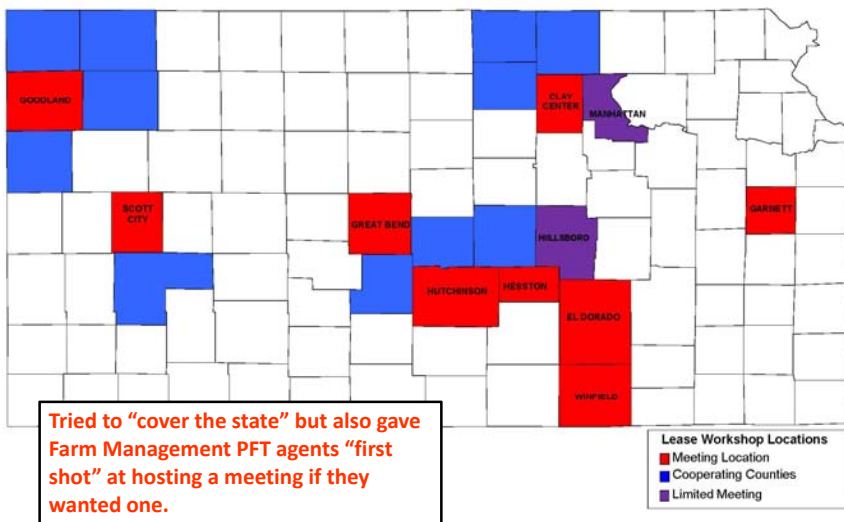 GOODLAND
CLAY
CENTER
MANHATTAN
SCOTT
CITY
GREAT BEND
GARNETT
HILLSBORO
HUTCHINSON
HESSTON
EL DORADO
WINFIELD
Tried to “cover the state” but also gave
Farm Management PFT agents “first
shot” at hosting a meeting if they
wanted one.
Lease Workshop Locations
Meeting Location
Cooperating Counties
Limited Meeting